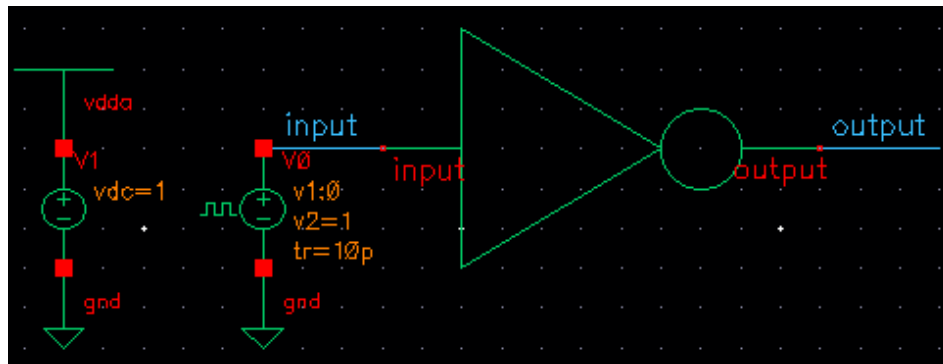 vdda
V1
vdc=1
gnd
input
V0
v1:0
v2=1
tr=10p
gnd
input
output
output